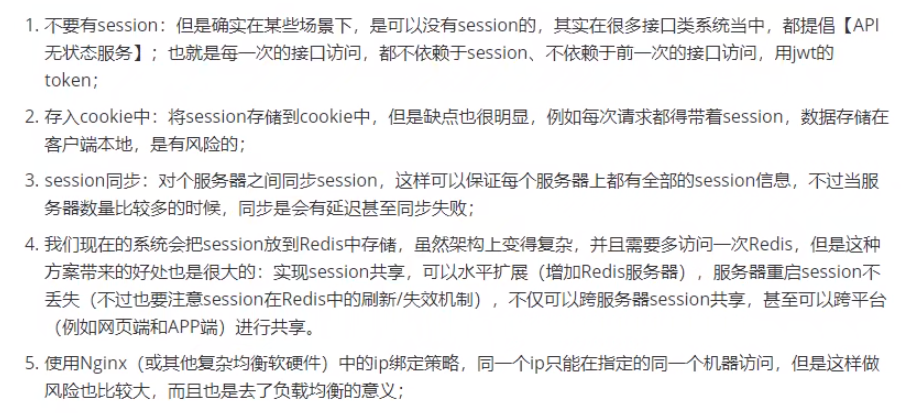 1. 不要有session：但是确实在某些场景下，是可以没有session的，其实在很多接口类系统当中，都提倡【API
无状态服务】；也就是每一次的接口访问，都不依赖于session、不依赖于前一次的接口访问，用jwt的
token；
2. 存入cookie中：将session存储到cookie中，但是缺点也很明显，例如每次请求都得带着session，数据存储在
客户端本地，是有风险的；
3. session同步：对个服务器之间同步session，这样可以保证每个服务器上都有全部的session信息，不过当服
务器数量比较多的时候，同步是会有延迟甚至同步失败；
4. 我们现在的系统会把session放到Redis中存储，虽然架构上变得复杂，并且需要多访问一次Redis，但是这种
方案带来的好处也是很大的：实现session共享，可以水平扩展（增加Redis服务器），服务器重启session不
丢失（不过也要注意session在Redis中的刷新/失效机制），不仅可以跨服务器session共享，甚至可以跨平台
（例如网页端和APP端）进行共享。
5. 使用Nginx（或其他复杂均衡软硬件）中的ip绑定策略，同一个ip只能在指定的同一个机器访问，但是这样做
风险也比较大，而且也是去了负载均衡的意义；